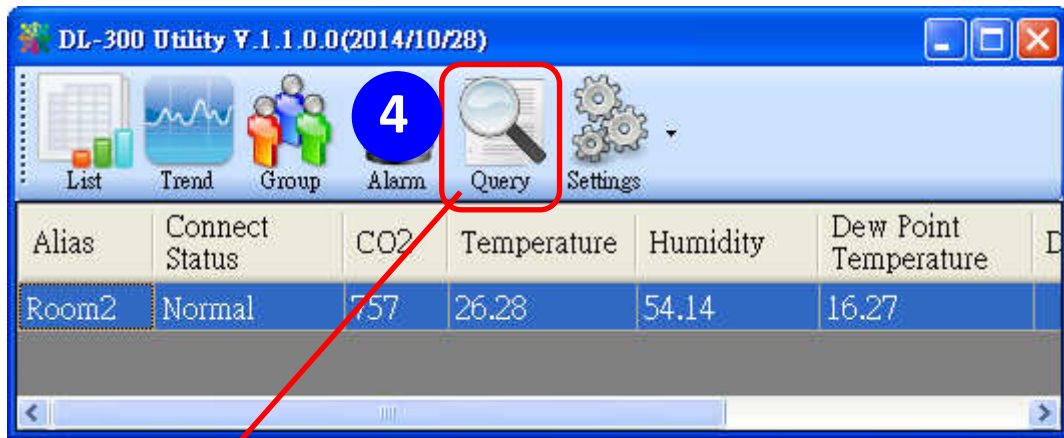 DL-300 Utility V.1.1.0.0(2014/10/28)
4
List Trend Group Alarm Query Settings
Alias Connect Status CO2 Temperature Humidity Dew Point Temperature D
Room2 Normal 757 26.28 54.14 16.27